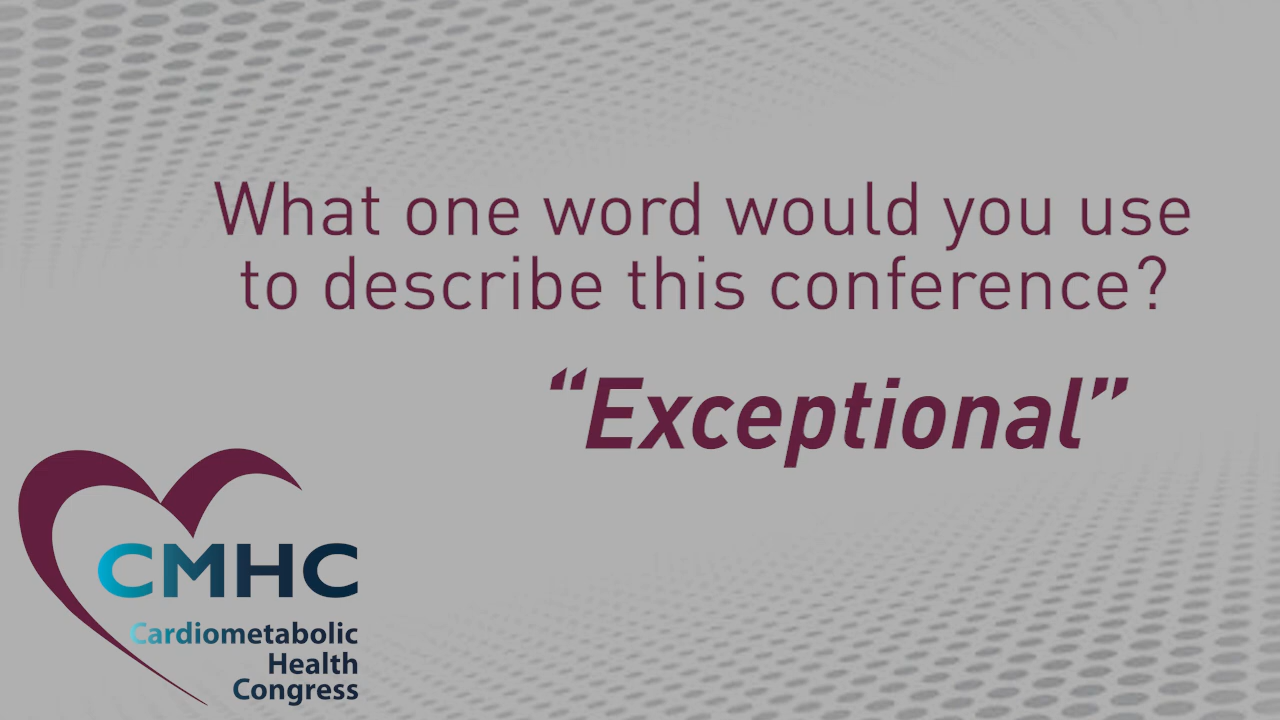 What one word would you use
to describe this conference?
“Exceptional”
CMHC
Cardiometabolic
Health
Congress